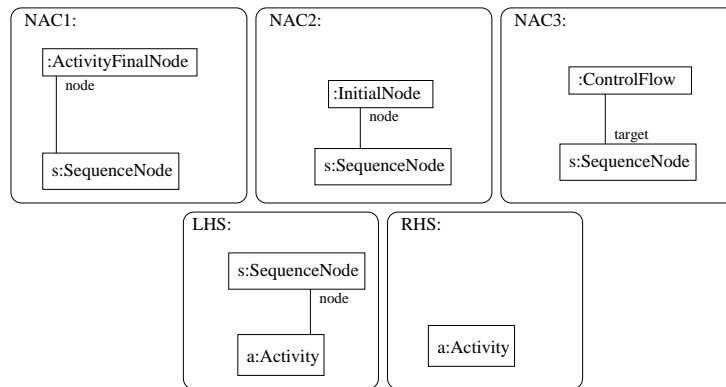 NAC1:
:ActivityFinalNode
node
s:SequenceNode
NAC2:
:InitialNode
node
s:SequenceNode
NAC3:
:ControlFlow
target
s:SequenceNode
LHS:
s:SequenceNode
node
a:Activity
RHS:
a:Activity